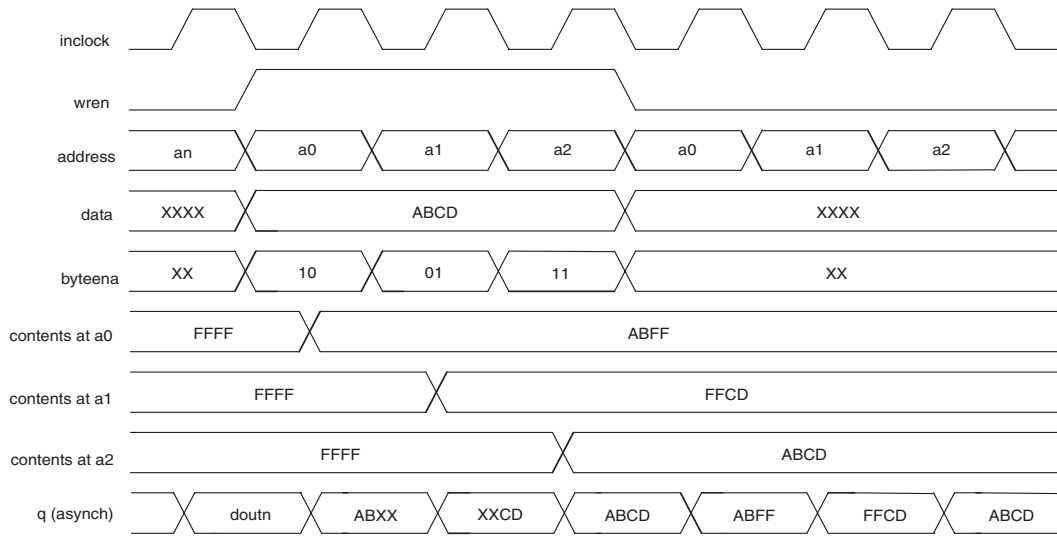 inclock
wren
address an a0 a1 a2 a0 a1 a2
data XXXX ABCD XXXX
byteena XX 10 01 11 XX
contents at a0 FFFF ABFF
contents at a1 FFFF FFCD
contents at a2 FFFF ABCD
q (asynch) doutn ABXX XXCD ABCD ABFF FFCD ABCD